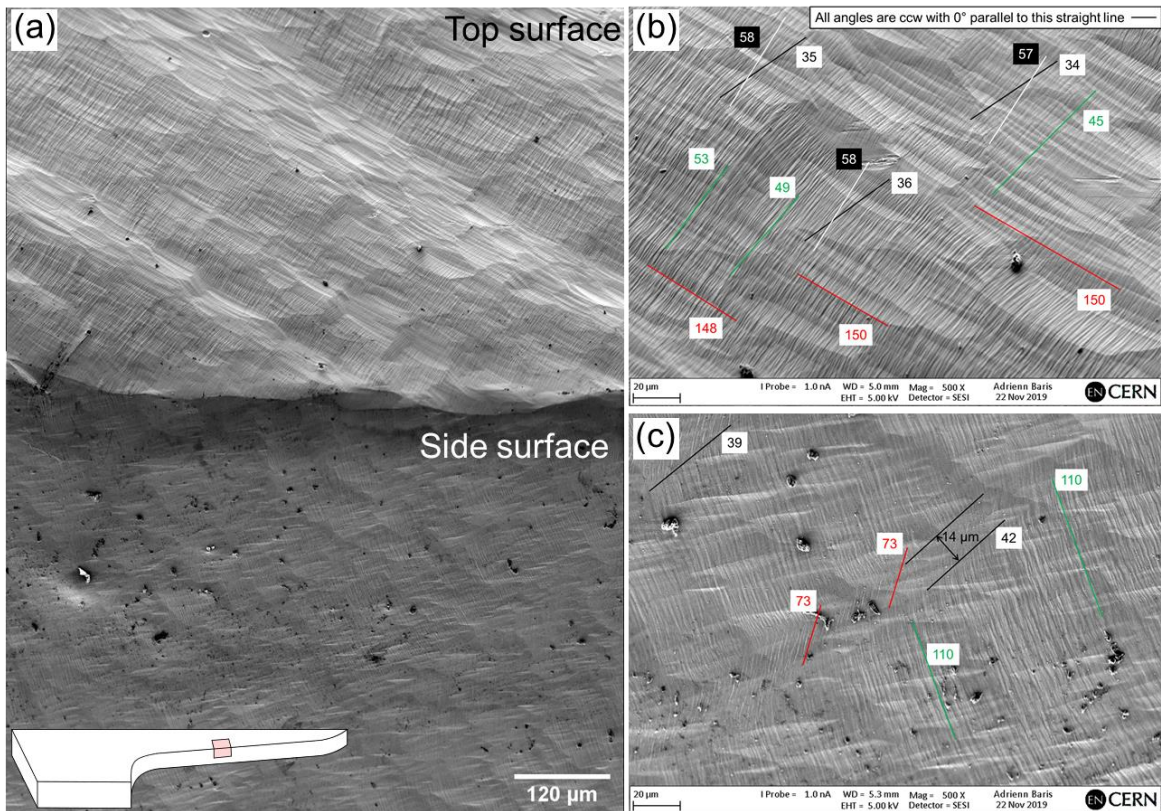 (a)
Top surface
Side surface
120 µm
(b)
All angles are ccw with 0° parallel to this straight line
58
35
57
34
45
53
58
49
36
148
150
150
20 µm
I Probe = 1.0 nA WD = 5.0 mm Mag = 500 X Adrienn Baris
EHT = 5.00 kV Detector = SESI 22 Nov 2019
EN CERN
(c)
39
110
14 µm
42
73
73
110
20 µm
I Probe = 1.0 nA WD = 5.3 mm Mag = 500 X Adrienn Baris
EHT = 5.00 kV Detector = SESI 22 Nov 2019
EN CERN